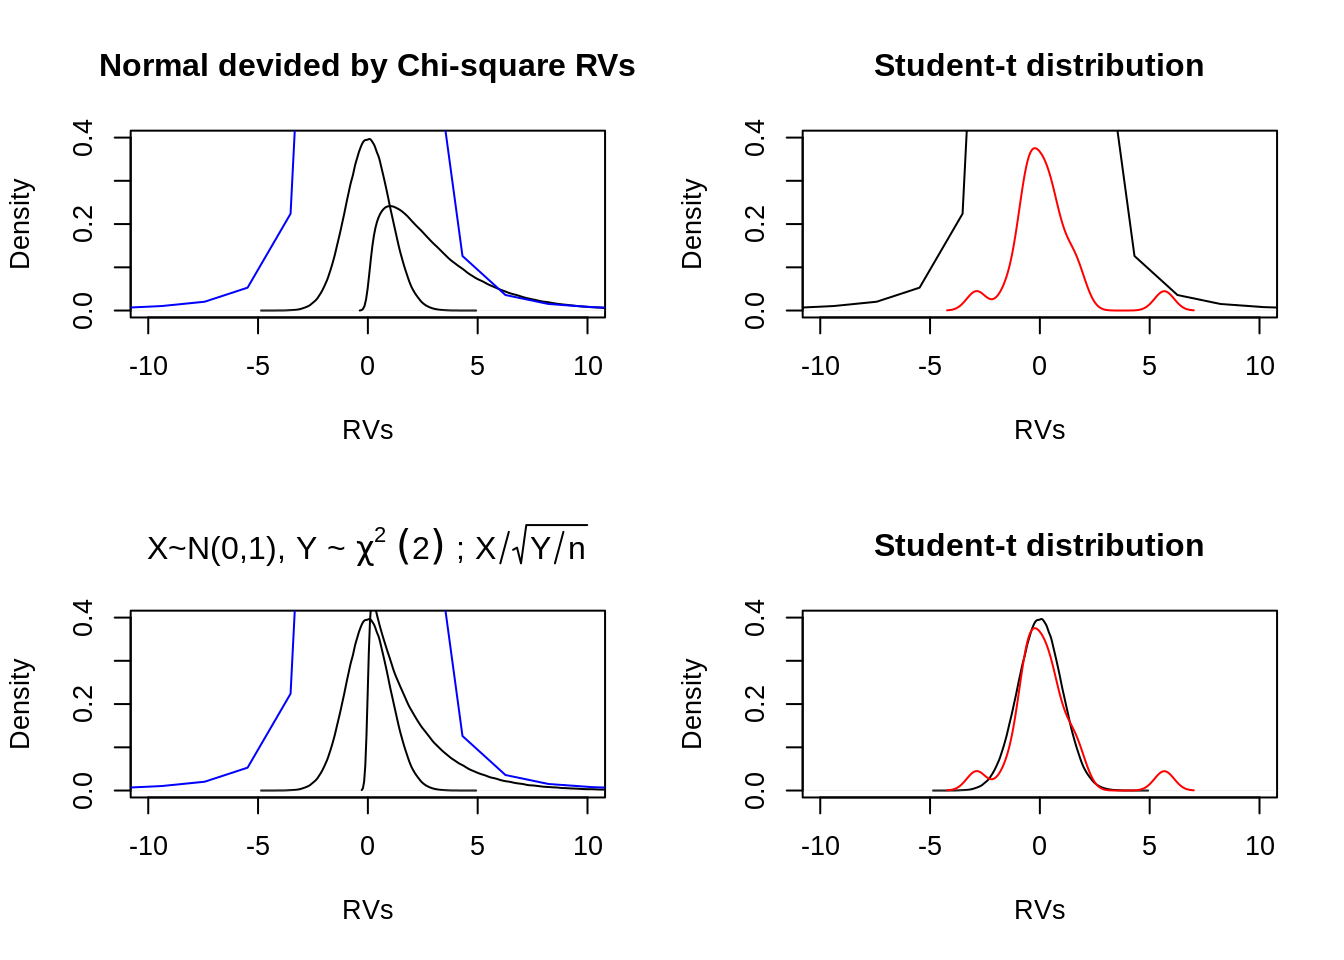 Normal devided by Chi-square RVs
Density
0.0 0.2 0.4
-10 -5 0 5 10
RVs
Student-t distribution
Density
0.0 0.2 0.4
-10 -5 0 5 10
RVs
X~N(0,1), Y ~ χ² (2) ; X/√Y/n
Density
0.0 0.2 0.4
-10 -5 0 5 10
RVs
Student-t distribution
Density
0.0 0.2 0.4
-10 -5 0 5 10
RVs